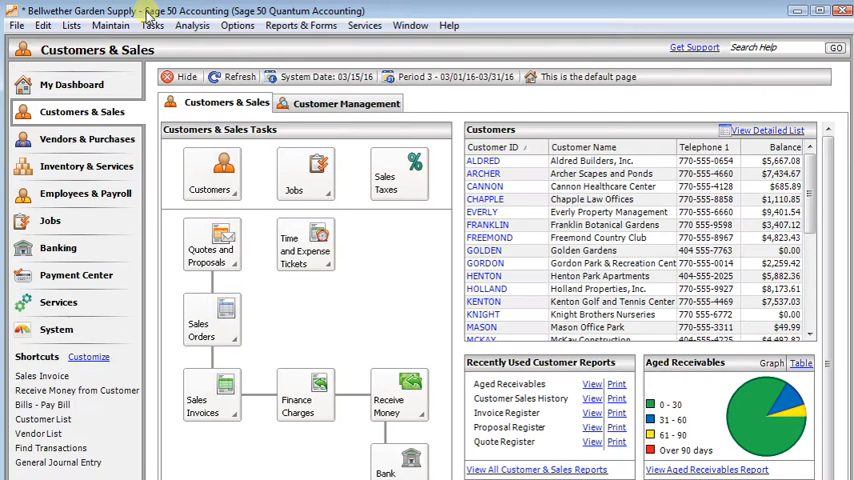 * Bellwether Garden Supply - Sage 50 Accounting (Sage 50 Quantum Accounting)
File Edit Lists Maintain Tasks Analysis Options Reports & Forms Services Window Help
Customers & Sales
Get Support
Search Help
GO
Hide
Refresh
System Date: 03/15/16
Period 3 - 03/01/16-03/31/16
This is the default page
My Dashboard
Customers & Sales
Vendors & Purchases
Inventory & Services
Employees & Payroll
Jobs
Banking
Payment Center
Services
System
Shortcuts Customize
Sales Invoice
Receive Money from Customer
Bills - Pay Bill
Customer List
Vendor List
Find Transactions
General Journal Entry
Customers & Sales
Customer Management
Customers & Sales Tasks
Customers
Jobs
Sales
Taxes
Quotes and
Proposals
Time
and Expense
Tickets
Sales
Orders
Sales
Invoices
Finance
Charges
Receive
Money
Bank
Customers
View Detailed List
Customer ID / Customer Name Telephone 1 Balance
ALDRED Aldred Builders, Inc. 770-555-0654 $5,667.08
ARCHER Archer Scapes and Ponds 770-555-4660 $7,434.67
CANNON Cannon Healthcare Center 770-555-4128 $685.89
CHAPPLE Chapple Law Offices 770-555-8858 $1,110.85
EVERLY Everly Property Management 770-555-6660 $9,401.54
FRANKLIN Franklin Botanical Gardens 770-555-9598 $3,427.07
FREEMOND Freemond Country Club 770-555-8967 $4,823.43
GOLDEN Golden Gardens 404 555-7763 $0.00
GORDON Gordon Park & Recreation Cent 770-555-9414 $2,259.42
HENTON Henton Park Apartments 404-555-2025 $5,882.36
HOLLAND Holland Properties, Inc. 770-555-9927 $8,173.61
KENTON Kenton Golf and Tennis Center 770-555-4469 $7,537.03
KNIGHT Knight Brothers Nurseries 770 555-6772 $0.00
MASON Mason Office Park 770-555-3311 $49.99
MCKAY McKay Construction $4,492.82
Recently Used Customer Reports
Aged Receivables View Print
Customer Sales History View Print
Invoice Register View Print
Proposal Register View Print
Quote Register View Print
View All Customer & Sales Reports
Aged Receivables Graph Table
0 - 30
31 - 60
61 - 90
Over 90 days
View Aged Receivables Report